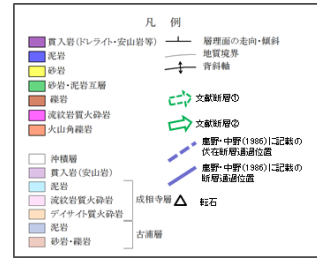 凡 例
貫入岩(ドレライト・安山岩等)
泥岩
砂岩
砂岩・泥岩互層
礫岩
流紋岩質火砕岩
火山角礫岩
層理面の走向・傾斜
地質境界
背斜軸
文献断層①
文献断層②
鹿野・中野(1986)に記載の
伏在断層通過位置
鹿野・中野(1986)に記載の
断層通過位置
転石
沖積層
貫入岩(安山岩)
泥岩
流紋岩質火砕岩
デイサイト質火砕岩
成相寺層
泥岩
砂岩・礫岩
古浦層